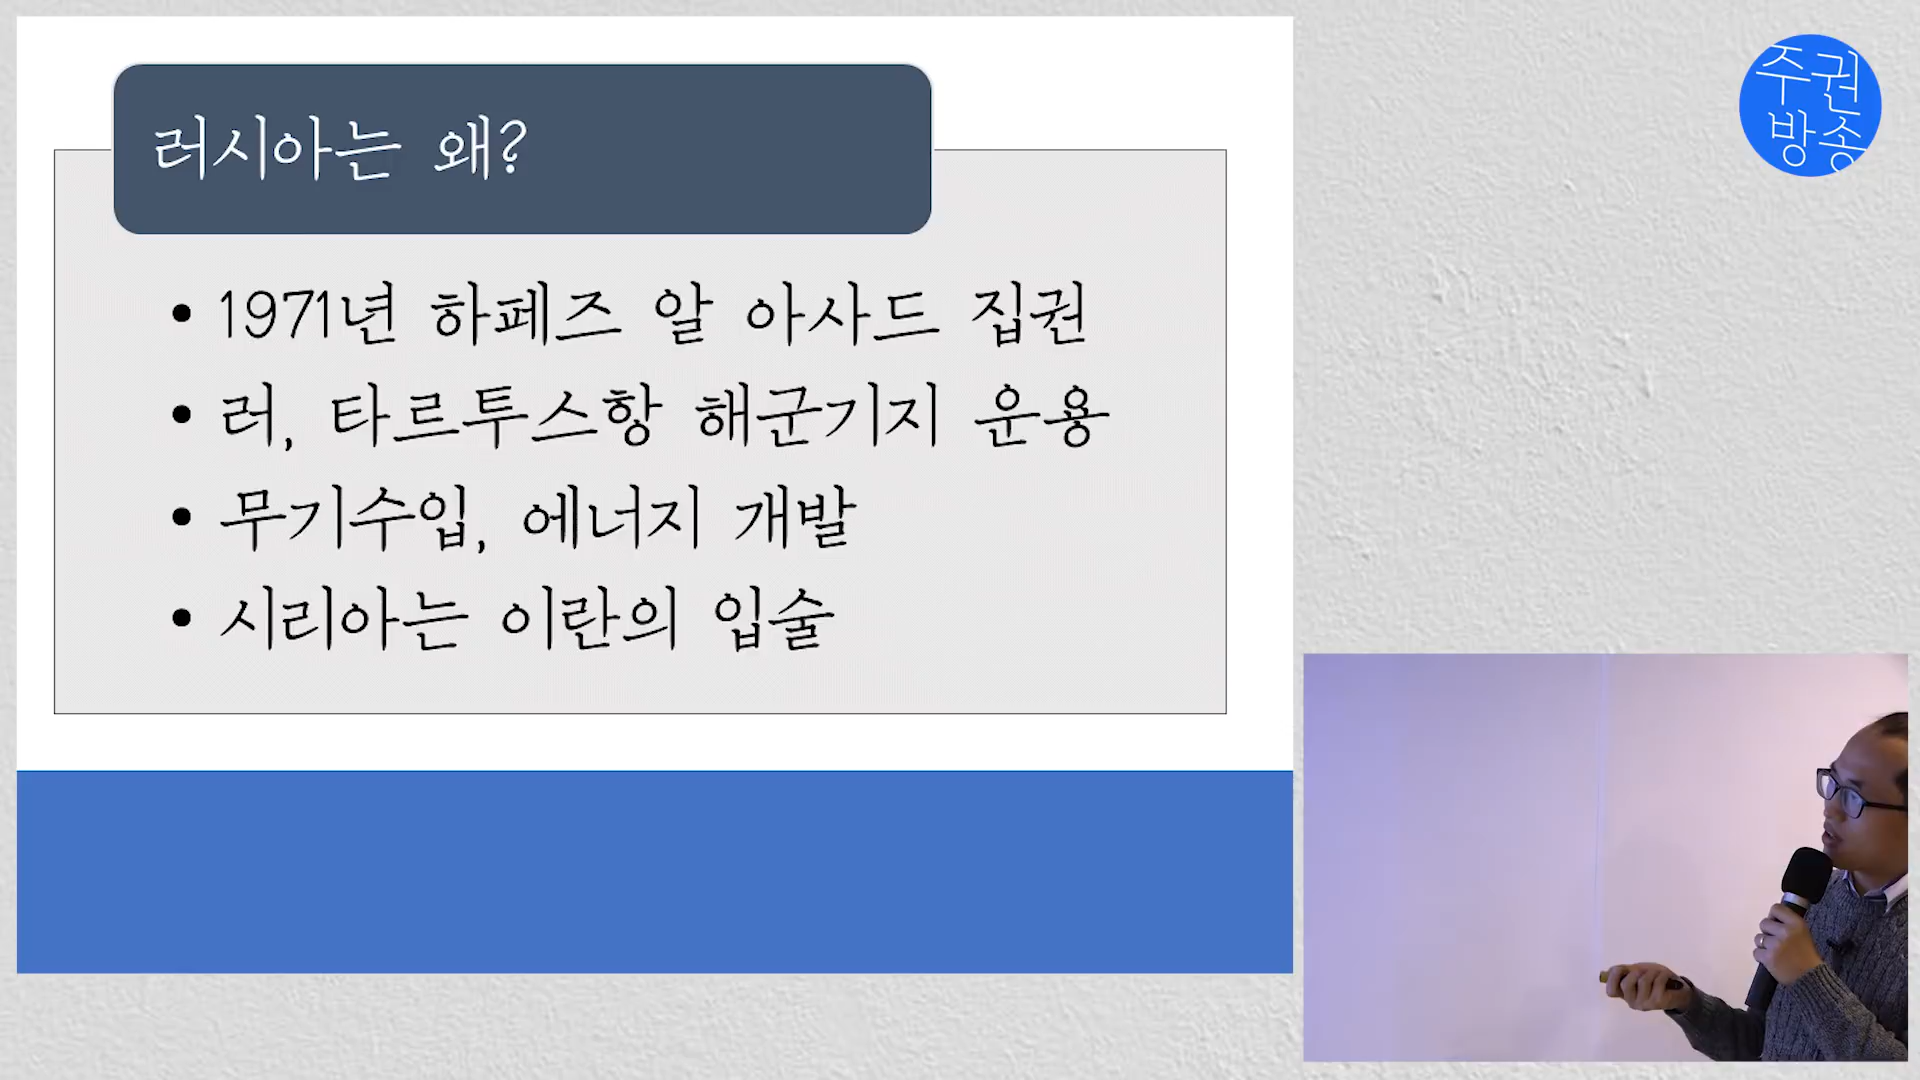 러시아는 왜?
• 1971년 하페즈 알 아사드 집권
• 러, 타르투스항 해군기지 운용
• 무기수입, 에너지 개발
• 시리아는 이란의 입술
주권
방송